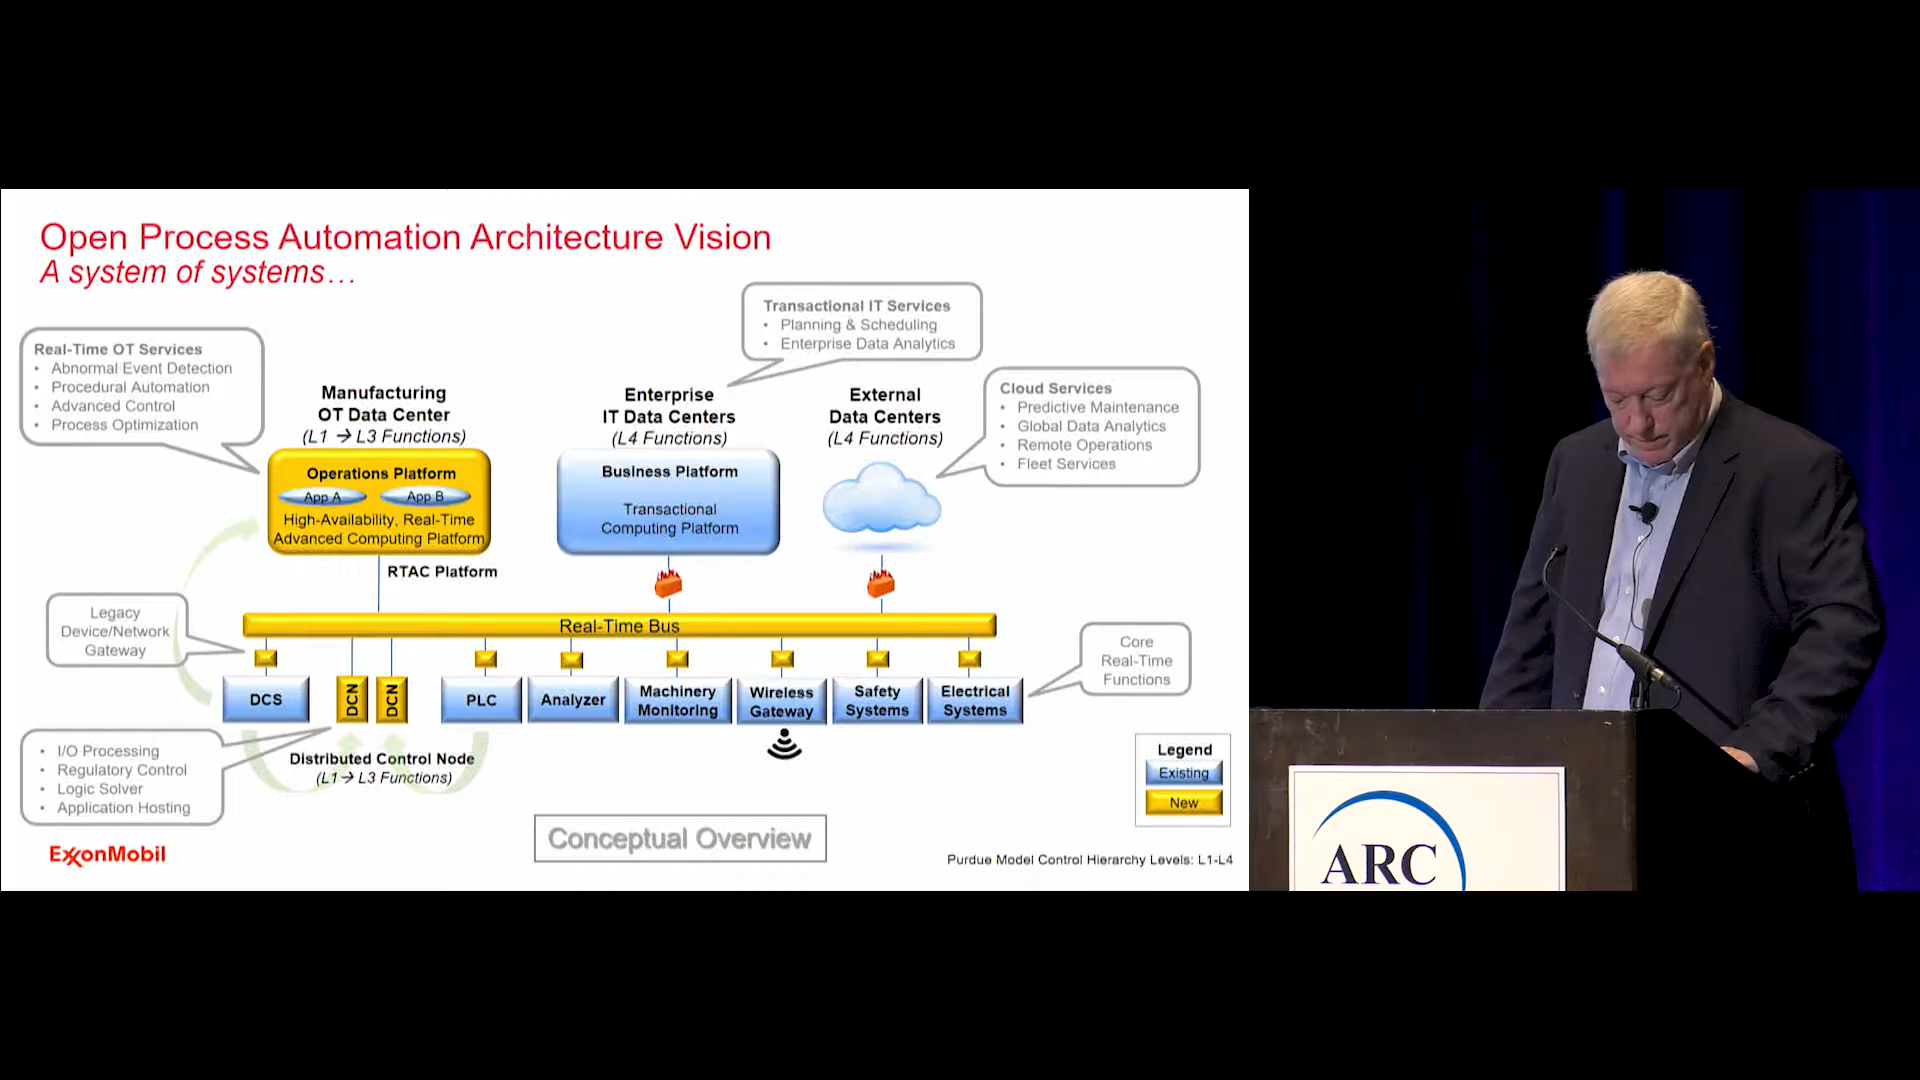 Open Process Automation Architecture Vision
A system of systems…
Transactional IT Services
• Planning & Scheduling
• Enterprise Data Analytics
Real-Time OT Services
• Abnormal Event Detection
• Procedural Automation
• Advanced Control
• Process Optimization
Manufacturing
OT Data Center
(L1 → L3 Functions)
Enterprise
IT Data Centers
(L4 Functions)
External
Data Centers
(L4 Functions)
Cloud Services
• Predictive Maintenance
• Global Data Analytics
• Remote Operations
• Fleet Services
Operations Platform
App A
App B
High-Availability, Real-Time
Advanced Computing Platform
Business Platform
Transactional
Computing Platform
RTAC Platform
Legacy
Device/Network
Gateway
Real-Time Bus
Core
Real-Time
Functions
DCS
DCN
DCN
PLC
Analyzer
Machinery
Monitoring
Wireless
Gateway
Safety
Systems
Electrical
Systems
• I/O Processing
• Regulatory Control
• Logic Solver
• Application Hosting
Distributed Control Node
(L1→ L3 Functions)
Legend
Existing
New
Conceptual Overview
ExxonMobil
Purdue Model Control Hierarchy Levels: L1-L4
ARC